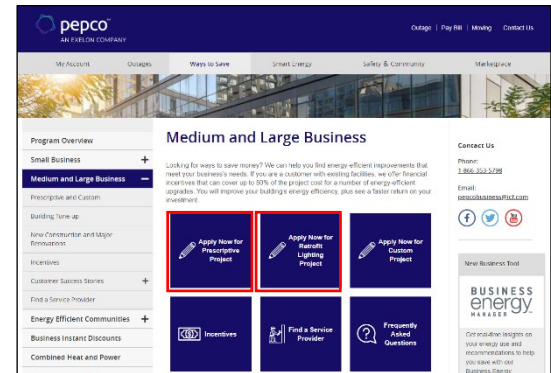 pepco
AN EXELON COMPANY
Outage | Pay Bill | Moving Contact Us
My Account Outages Ways to Save Smart Energy Safety & Community Marketplace
Program Overview
Small Business +
Medium and Large Business −
Prescriptive and Custom
Building Tune-up
New Construction and Major
Renovations
Incentives
Customer Success Stories +
Find a Service Provider
Energy Efficient Communities +
Business Instant Discounts
Combined Heat and Power
Medium and Large Business
Looking for ways to save money? We can help you find energy-efficient improvements that
meet your business's needs. If you are a customer with existing facilities, we offer financial
incentives that can cover up to 50% of the project cost for a number of energy-efficient
upgrades. You will improve your building's energy efficiency, plus see a faster return on your
investment.
Apply Now for
Prescriptive
Project
Apply Now for
Retrofit
Lighting
Project
Apply Now for
Custom
Project
Incentives
Find a Service
Provider
Frequently
Asked
Questions
Contact Us
Phone:
1-866-353-5798
Email:
pepcobusiness@icf.com
New Business Tool
BUSINESS
energy
MANAGER
Get real-time insights on
your energy use and
recommendations to help
you save with our
Business Energy